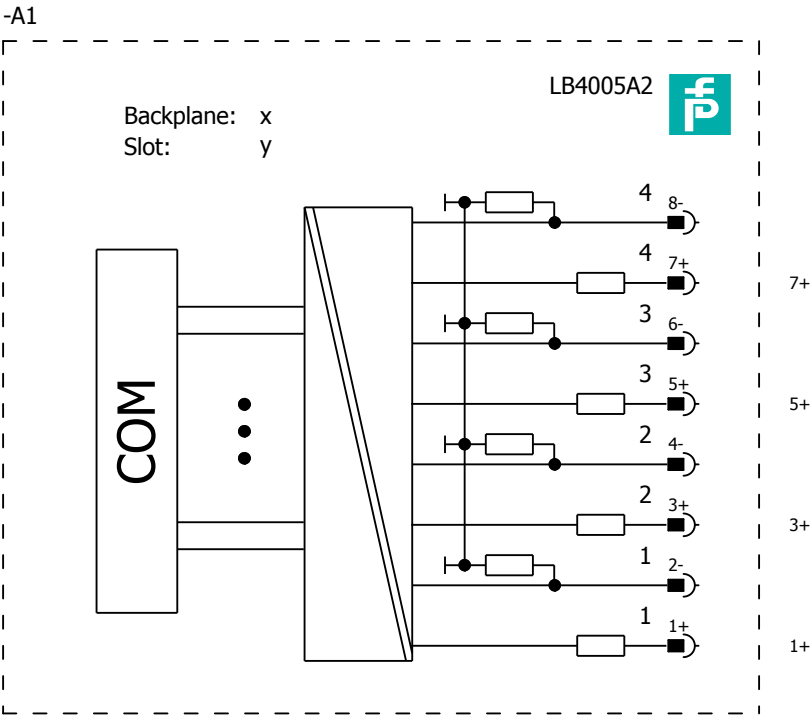 -A1
LB4005A2
Backplane: x
Slot: y
4 8-
4 7+ 7+
3 6-
3 5+ 5+
COM
2 4-
2 3+ 3+
1 2-
1 1+ 1+